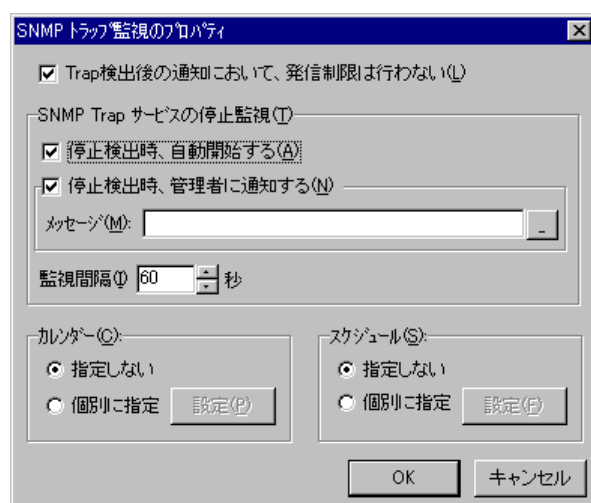 SNMP トラップ監視のプロパティ
Trap検出後の通知において、発信制限は行わない(L)
SNMP Trap サービスの停止監視(T)
停止検出時、自動開始する(A)
停止検出時、管理者に通知する(N)
メッセージ(M): _
監視間隔(I) 60 秒
カレンダー(C):
指定しない
個別に指定 設定(P)
スケジュール(S):
指定しない
個別に指定 設定(F)
OK キャンセル